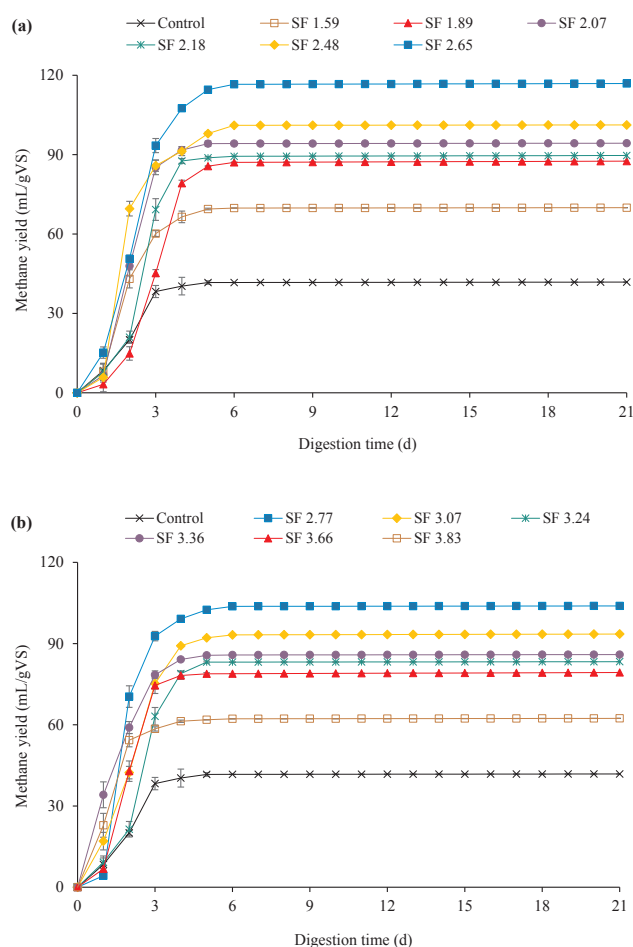 (a)
Control SF 1.59 SF 1.89 SF 2.07
SF 2.18 SF 2.48 SF 2.65
120
90
60
30
0
Methane yield (mL/gVS)
0 3 6 9 12 15 18 21
Digestion time (d)
(b)
Control SF 2.77 SF 3.07 SF 3.24
SF 3.36 SF 3.66 SF 3.83
120
90
60
30
0
Methane yield (mL/gVS)
0 3 6 9 12 15 18 21
Digestion time (d)